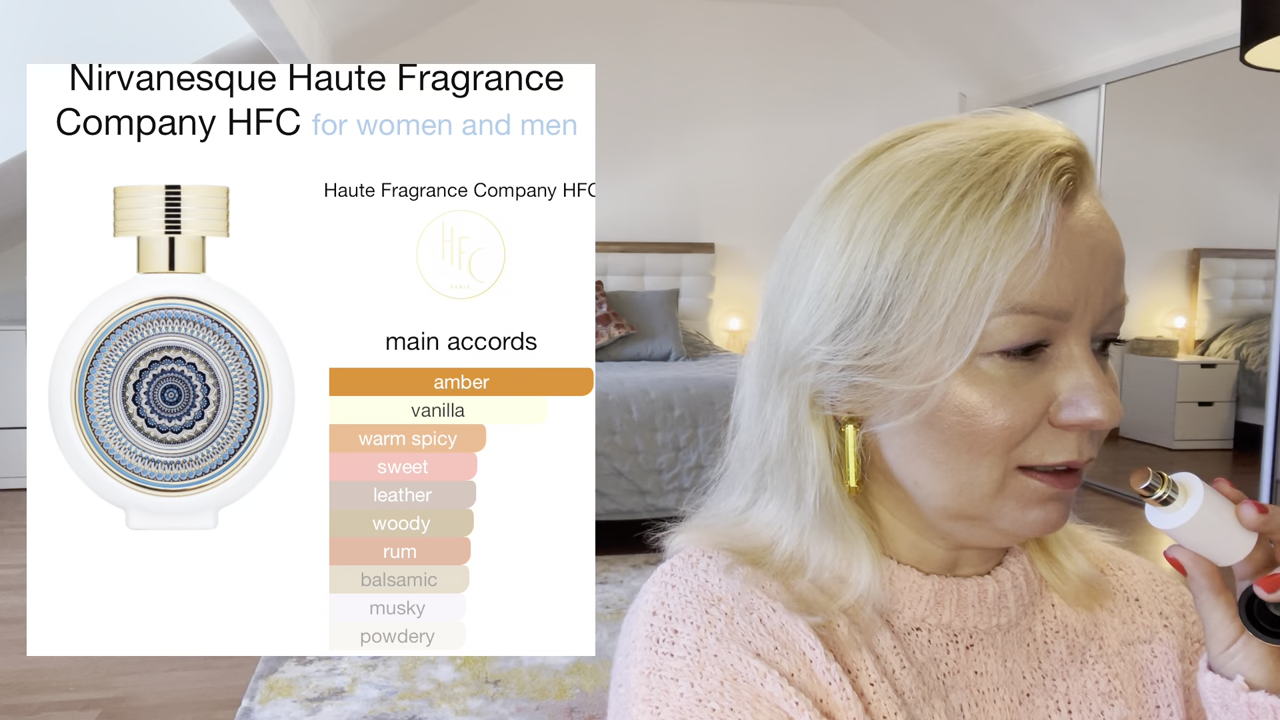 Nirvanesque Haute Fragrance
Company HFC for women and men
Haute Fragrance Company HFC
HFC
PARIS
main accords
amber
vanilla
warm spicy
sweet
leather
woody
rum
balsamic
musky
powdery